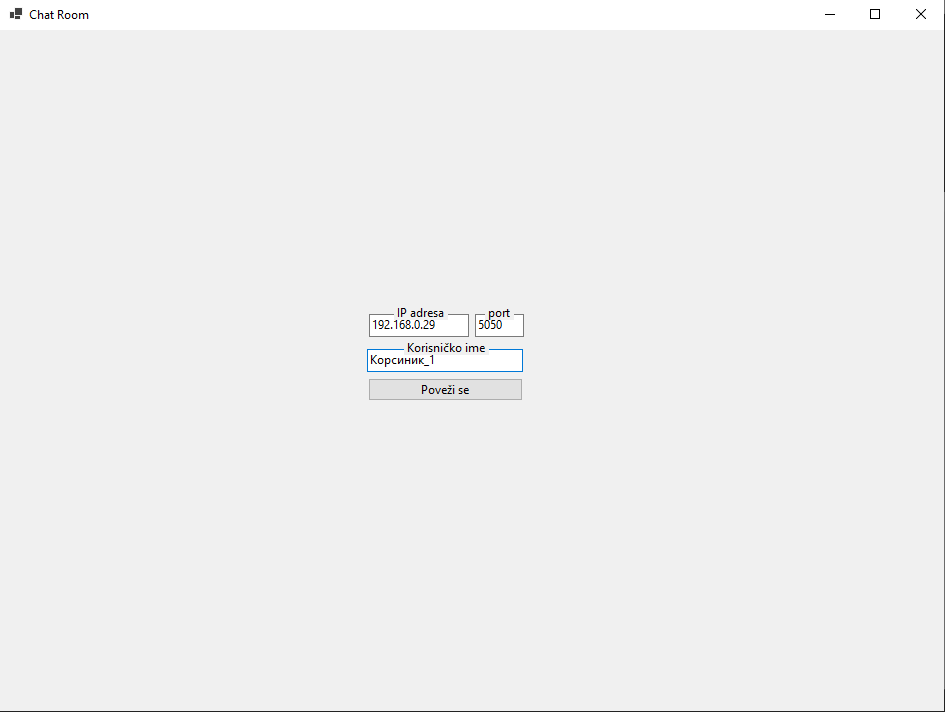 Chat Room
IP adresa port
192.168.0.29 5050
Korisničko ime
Корсиник_1
Poveži se